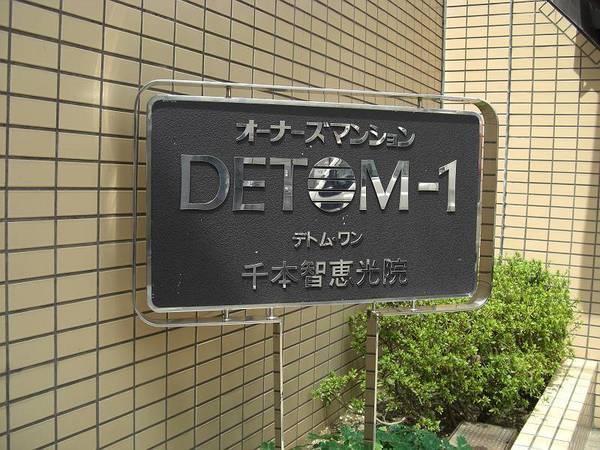 オーナーズマンション
DETOM-1
デトム・ワン
千本智恵光院